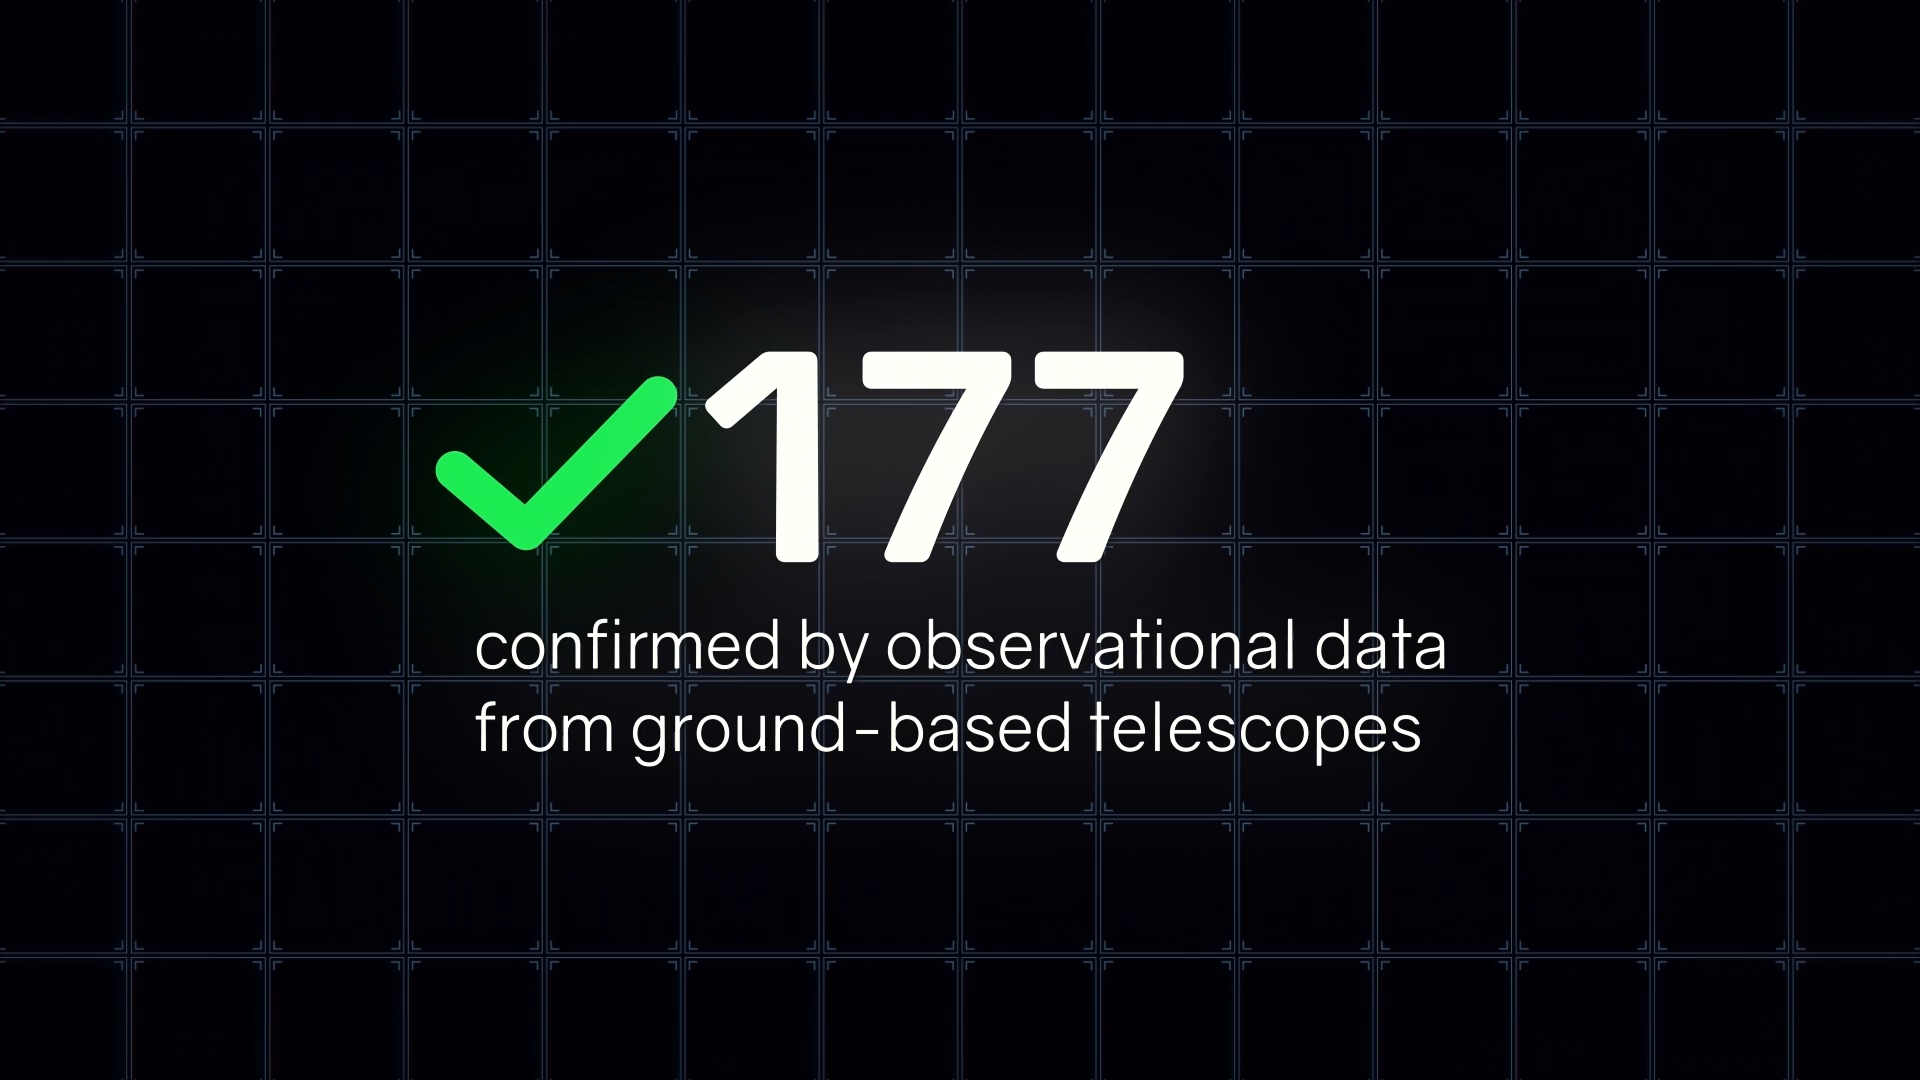 177
confirmed by observational data
from ground-based telescopes